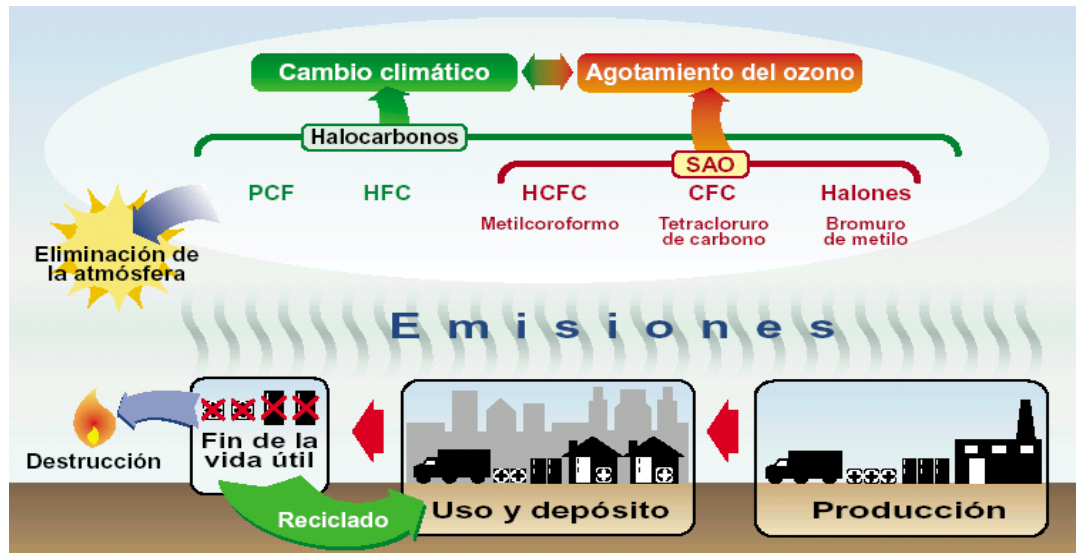 Cambio climático
Agotamiento del ozono
Halocarbonos
SAO
PCF
HFC
HCFC
CFC
Halones
Metilcoroformo
Tetracloruro
de carbono
Bromuro
de metilo
Eliminación de
la atmósfera
Emisiones
Destrucción
Fin de la
vida útil
Reciclado
Uso y depósito
Producción